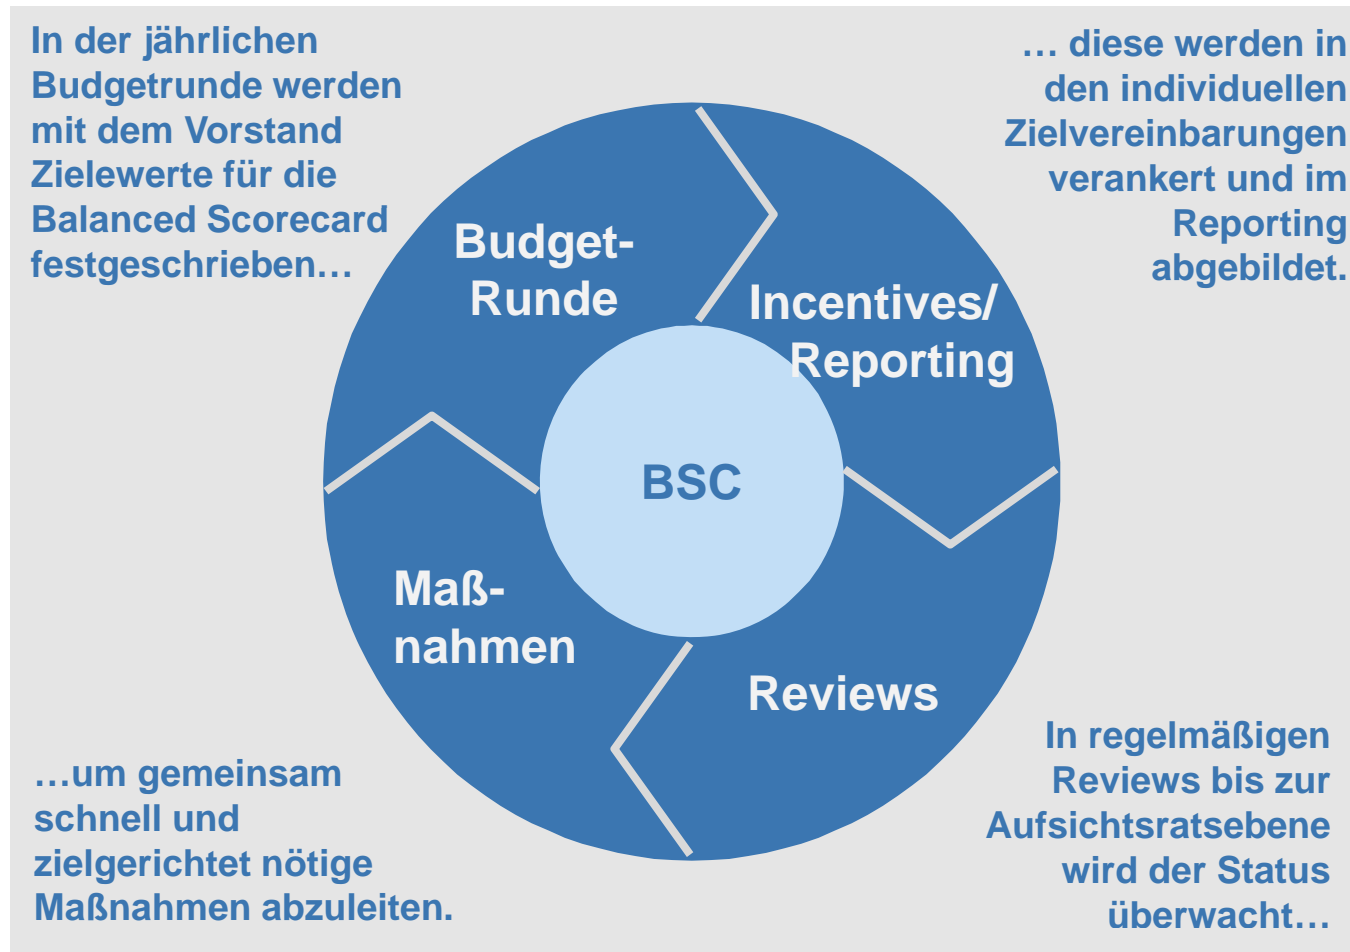 In der jährlichen
Budgetrunde werden
mit dem Vorstand
Zielewerte für die
Balanced Scorecard
festgeschrieben…
… diese werden in
den individuellen
Zielvereinbarungen
verankert und im
Reporting
abgebildet.
Budget-
Runde
Incentives/
Reporting
BSC
Maß-
nahmen
Reviews
In regelmäßigen
Reviews bis zur
Aufsichtsratsebene
wird der Status
überwacht…
…um gemeinsam
schnell und
zielgerichtet nötige
Maßnahmen abzuleiten.